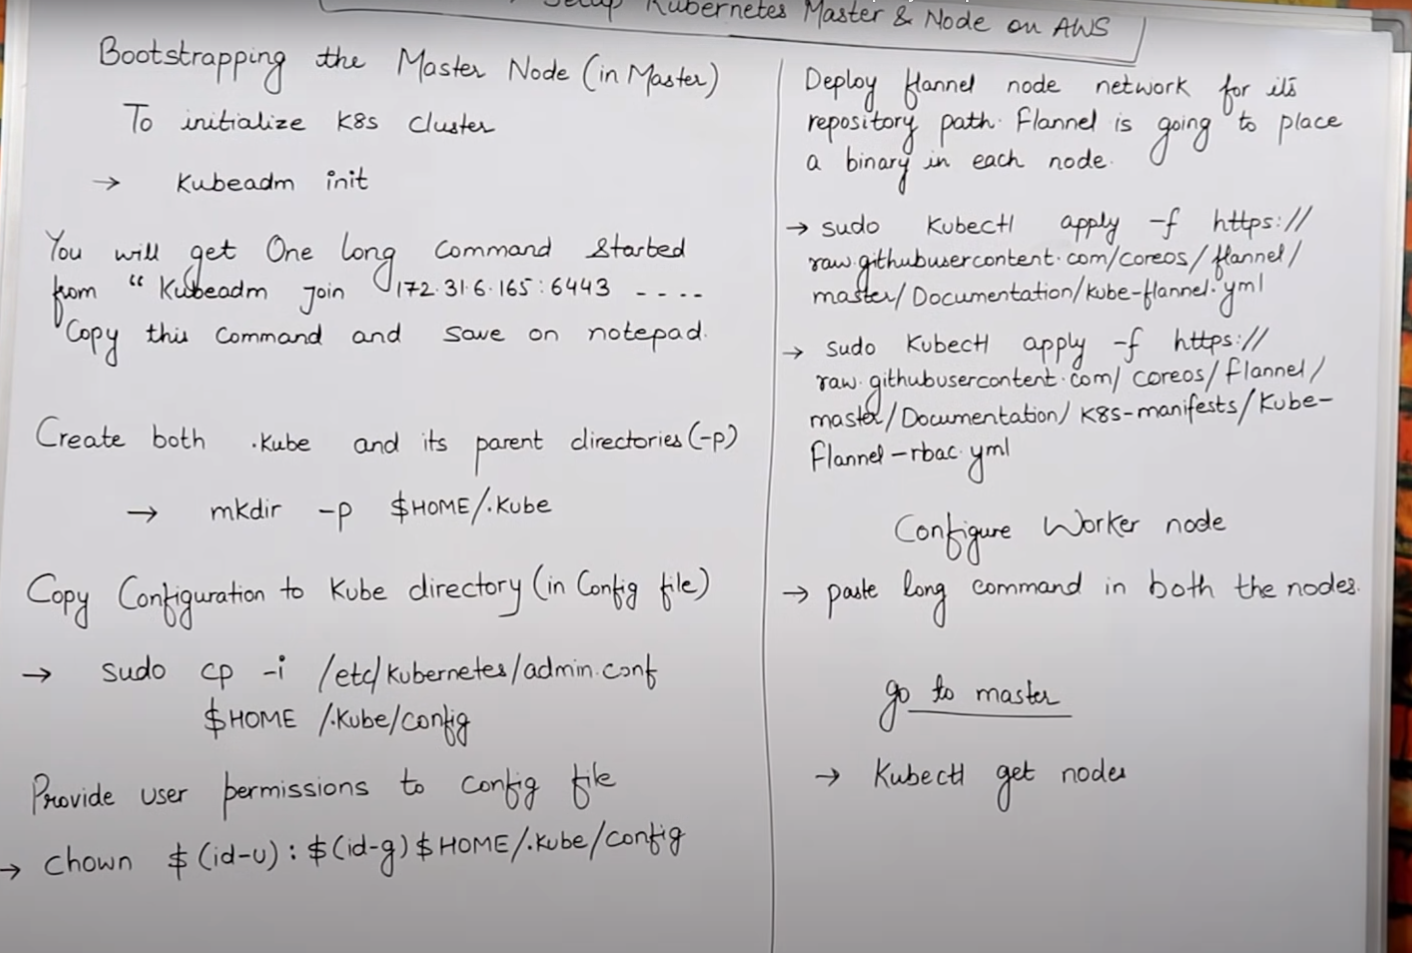 Setup Kubernetes Master & Node on AWS
Bootstrapping the Master Node (in Master)
To initialize K8s cluster
→ Kubeadm init
You will get One long command started
from “ Kubeadm join 172.31.6.165:6443 ----
Copy this command and save on notepad.
Create both .Kube and its parent directories (-p)
→ mkdir -p $HOME/.Kube
Copy Configuration to Kube directory (in Config file)
→ sudo cp -i /etc/kubernetes/admin.conf
$HOME /.Kube/config
Provide user permissions to config file
→ chown $(id-u) : $(id-g) $HOME/.Kube/config
Deploy flannel node network for its
repository path. Flannel is going to place
a binary in each node.
→ sudo Kubectl apply -f https://
raw.githubusercontent.com/coreos/flannel/
master/Documentation/kube-flannel.yml
→ sudo Kubectl apply -f https://
raw.githubusercontent.com/coreos/flannel/
master/Documentation/K8s-manifests/Kube-
flannel-rbac.yml
Configure Worker node
→ paste long command in both the nodes.
go to master
→ Kubectl get nodes